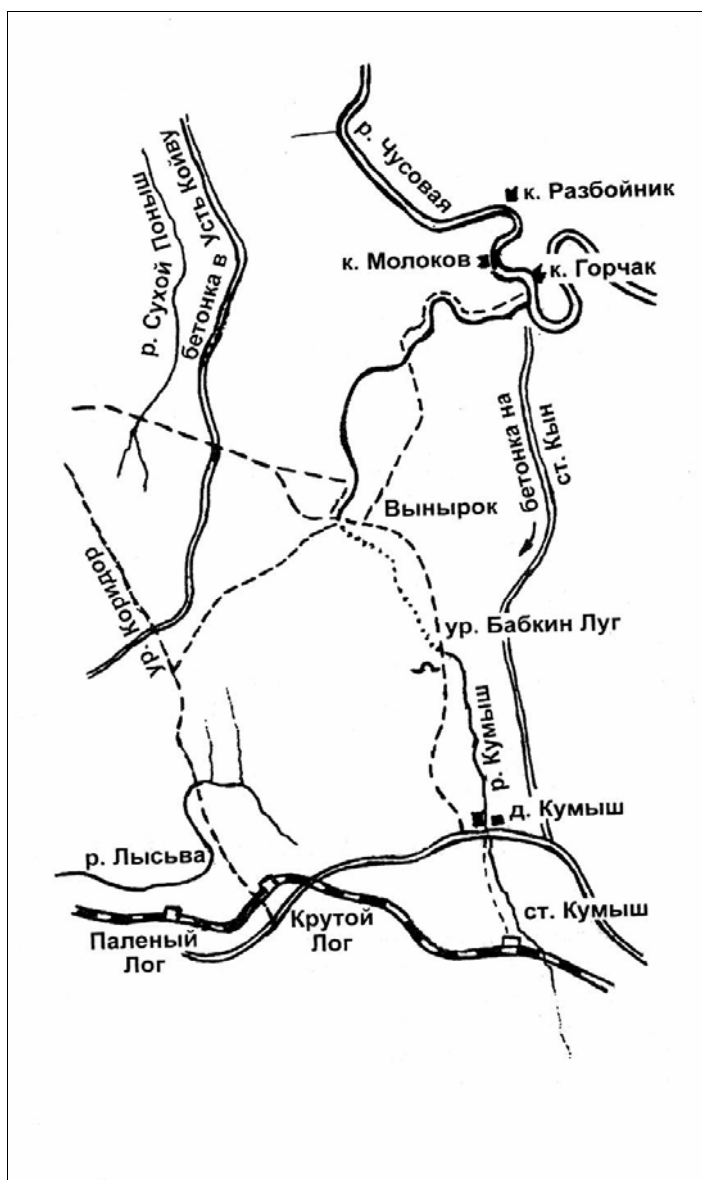 р. Чусовая
к. Разбойник
к. Молоков
к. Горчак
р. Сухой Поныш
бетонка в Усть Койву
бетонка на
ст. Кын
Вынырок
ур. Коридор
ур. Бабкин Луг
р. Кумыш
д. Кумыш
р. Лысьва
ст. Кумыш
Крутой
Лог
Паленый
Лог